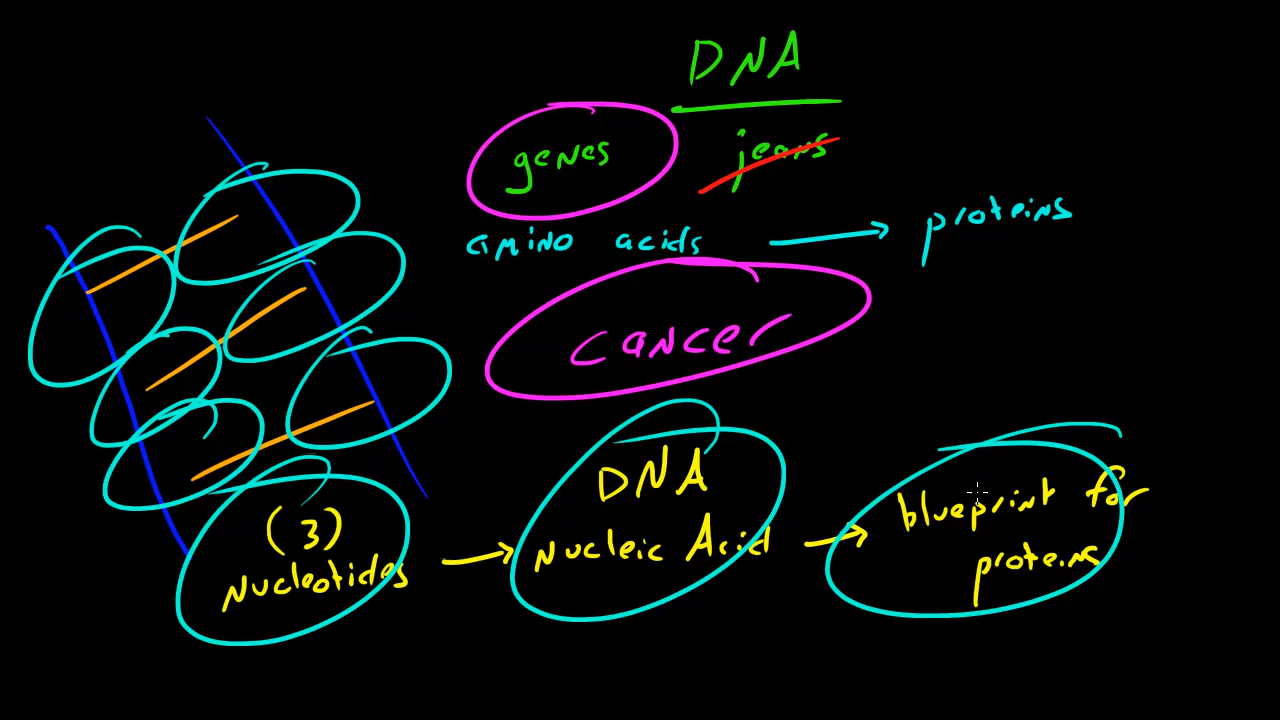 DNA
genes jeans
amino acids → proteins
cancer
(3)
Nucleotides → DNA
Nucleic Acid → blueprint for
proteins